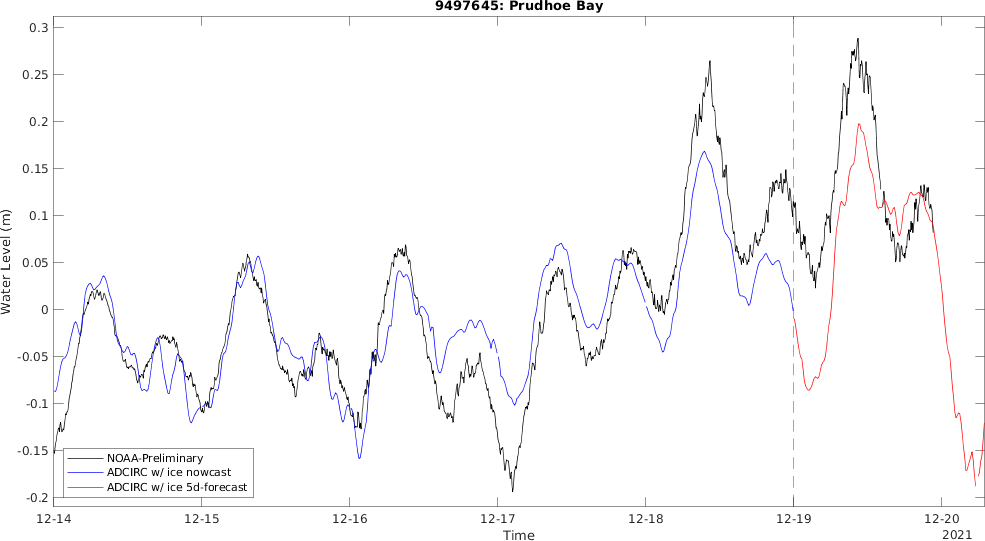 9497645: Prudhoe Bay
0.3
0.25
0.2
0.15
0.1
0.05
0
-0.05
-0.1
-0.15
-0.2
Water Level (m)
NOAA-Preliminary
ADCIRC w/ ice nowcast
ADCIRC w/ ice 5d-forecast
12-14 12-15 12-16 12-17 12-18 12-19 12-20
Time
2021